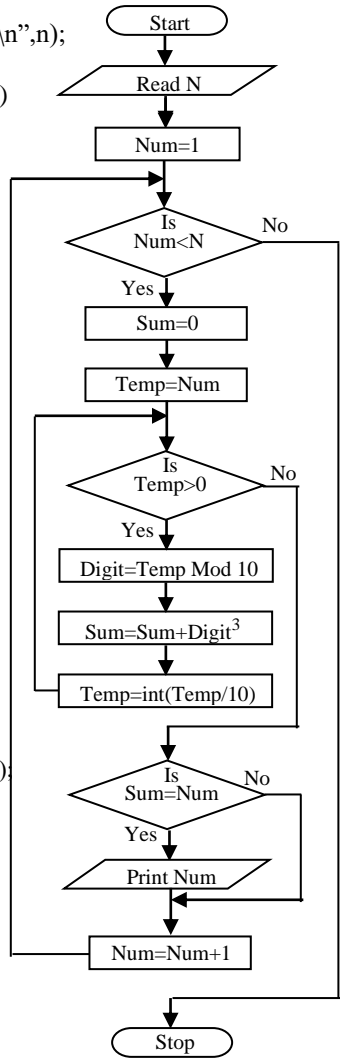 Start
\n”,n);
Read N
)
Num=1
Is
Num<N
No
Yes
Sum=0
Temp=Num
Is
Temp>0
No
Yes
Digit=Temp Mod 10
Sum=Sum+Digit³
Temp=int(Temp/10)
);
Is
Sum=Num
No
Yes
Print Num
Num=Num+1
Stop